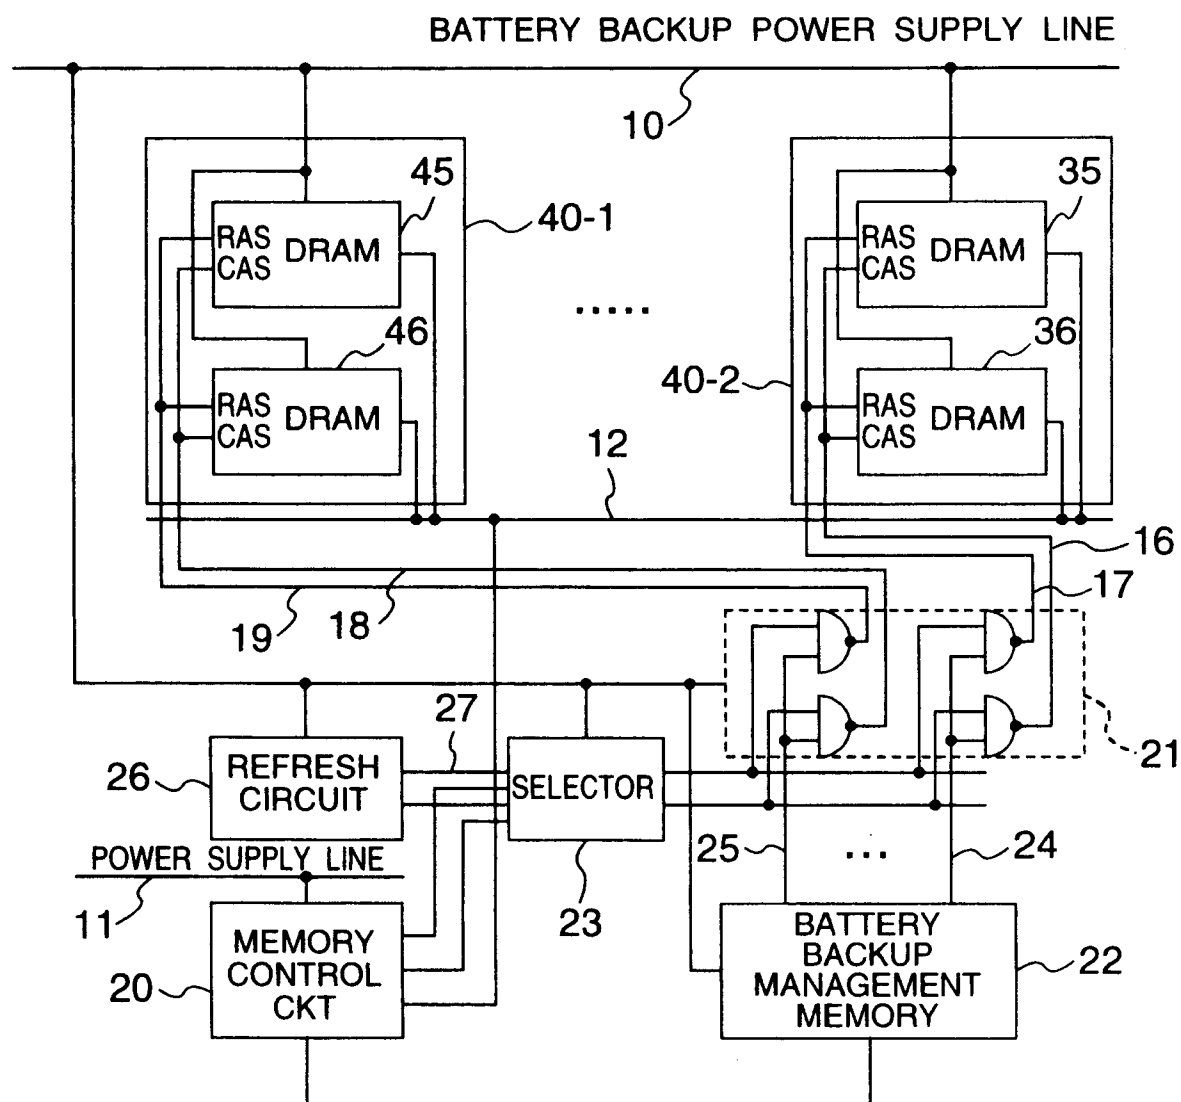 BATTERY BACKUP POWER SUPPLY LINE
10
45
35
40-1
RAS
CAS
DRAM
RAS
CAS
DRAM
.....
46
36
40-2
RAS
CAS
DRAM
RAS
CAS
DRAM
12
16
17
18
19
27
21
26
REFRESH
CIRCUIT
SELECTOR
POWER SUPPLY LINE
25
...
24
11
23
20
MEMORY
CONTROL
CKT
BATTERY
BACKUP
MANAGEMENT
MEMORY
22